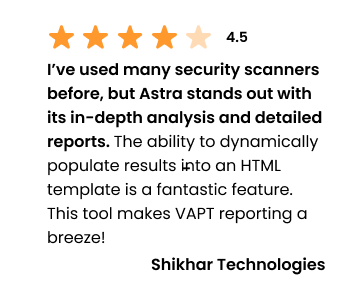 4.5
I’ve used many security scanners
before, but Astra stands out with
its in-depth analysis and detailed
reports. The ability to dynamically
populate results into an HTML
template is a fantastic feature.
This tool makes VAPT reporting a
breeze!
Shikhar Technologies